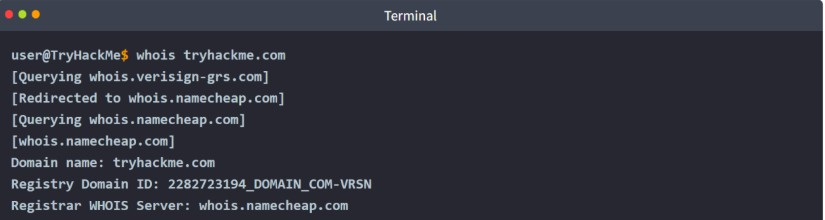 Terminal
user@TryHackMe$ whois tryhackme.com
[Querying whois.verisign-grs.com]
[Redirected to whois.namecheap.com]
[Querying whois.namecheap.com]
[whois.namecheap.com]
Domain name: tryhackme.com
Registry Domain ID: 2282723194_DOMAIN_COM-VRSN
Registrar WHOIS Server: whois.namecheap.com